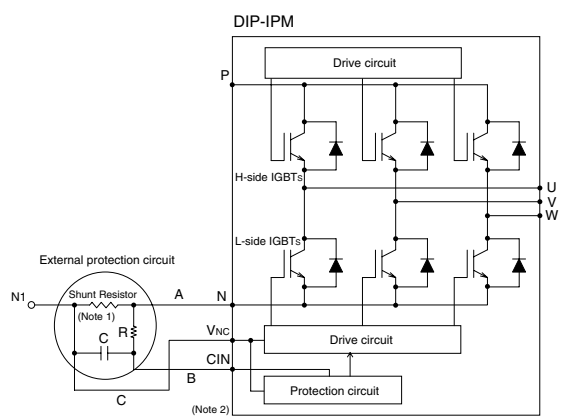 DIP-IPM
Drive circuit
P
H-side IGBTs
U
V
W
L-side IGBTs
External protection circuit
Shunt Resistor
A
N
N1
(Note 1)
VNC
R
Drive circuit
C
CIN
B
C
Protection circuit
(Note 2)